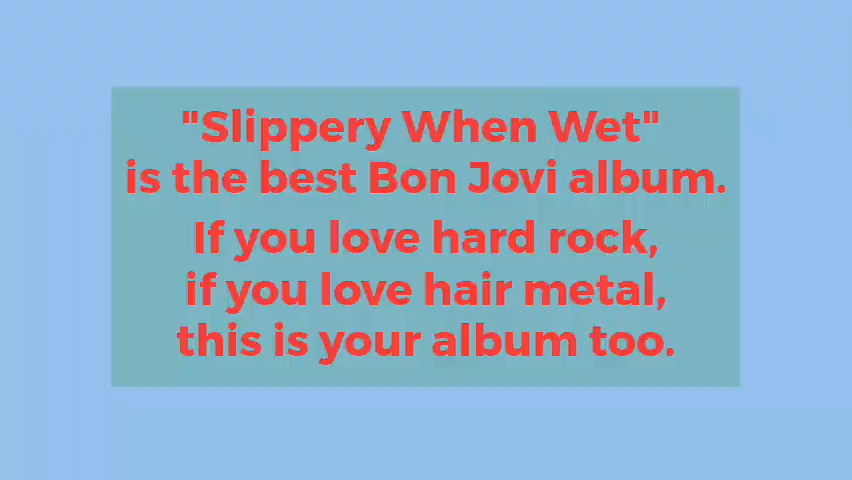 "Slippery When Wet"
is the best Bon Jovi album.
If you love hard rock,
if you love hair metal,
this is your album too.